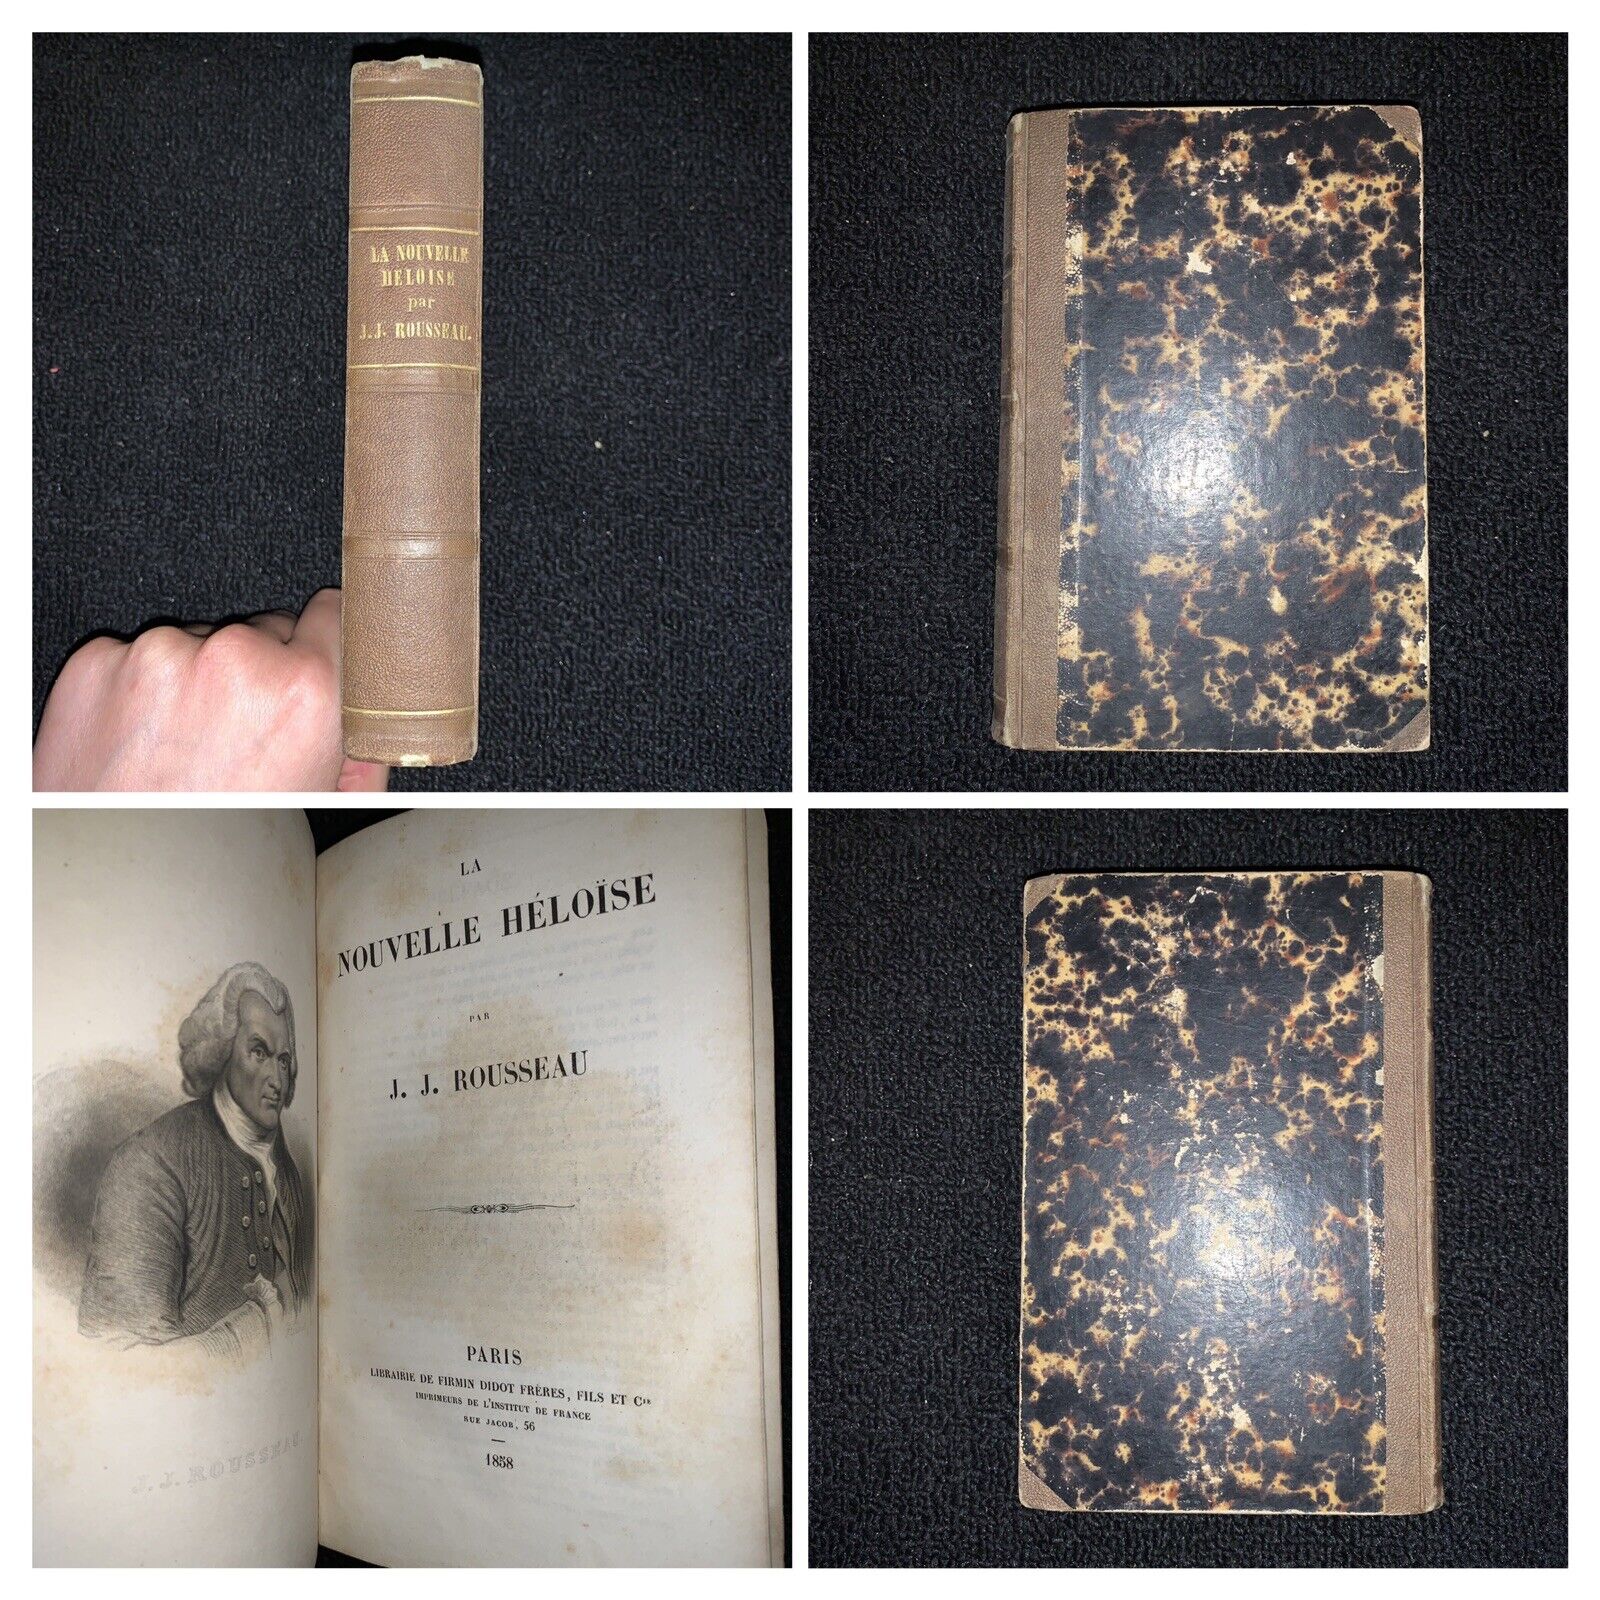 LA NOUVELLE
HELOISE
par
J.J. ROUSSEAU.
LA
NOUVELLE HÉLOÏSE
PAR
J. J. ROUSSEAU
PARIS
LIBRAIRIE DE FIRMIN DIDOT FRÈRES, FILS ET Cie
IMPRIMEURS DE L'INSTITUT DE FRANCE
RUE JACOB, 56
1858
J. J. ROUSSEAU